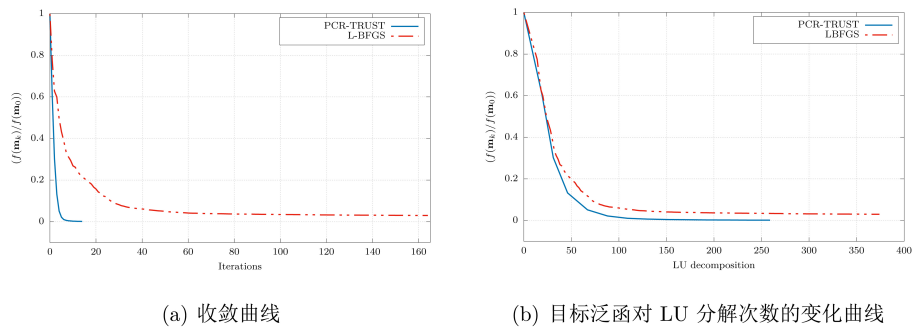 1
0.8
0.6
0.4
0.2
0
0 20 40 60 80 100 120 140 160
(f(m_k)/f(m_0))
Iterations
PCR-TRUST
L-BFGS
(a) 收敛曲线
1
0.8
0.6
0.4
0.2
0
0 50 100 150 200 250 300 350 400
(f(m_k)/f(m_0))
LU decomposition
PCR-TRUST
LBFGS
(b) 目标泛函对 LU 分解次数的变化曲线